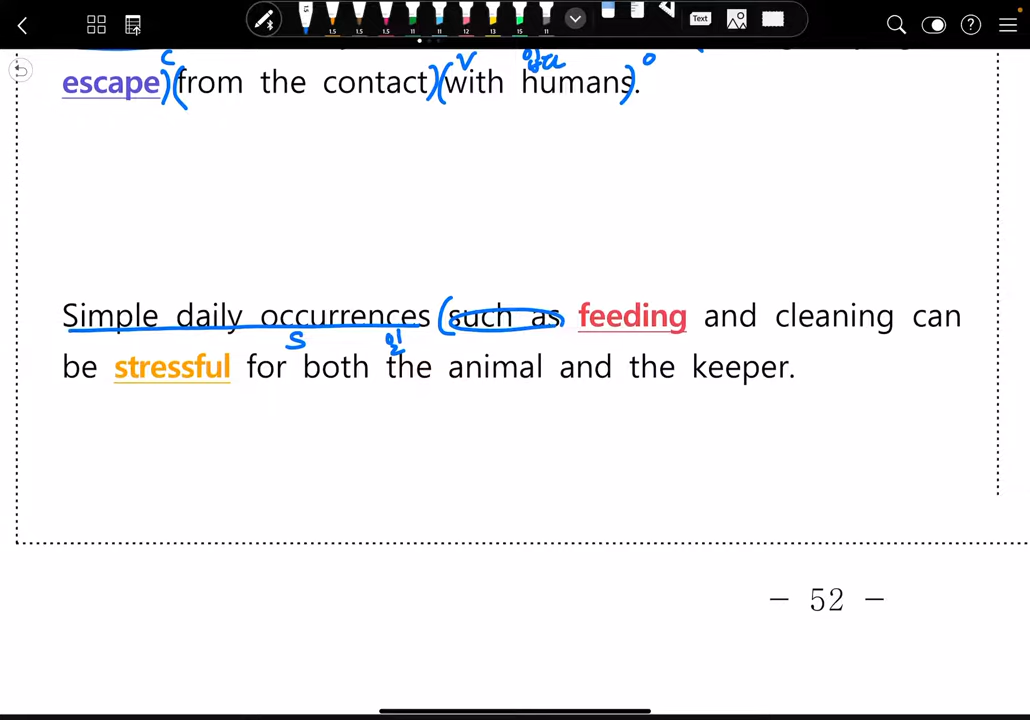 Text
escape) (from the contact) (with humans).
Simple daily occurrences (such as feeding and cleaning can
S
be stressful for both the animal and the keeper.
- 52 -